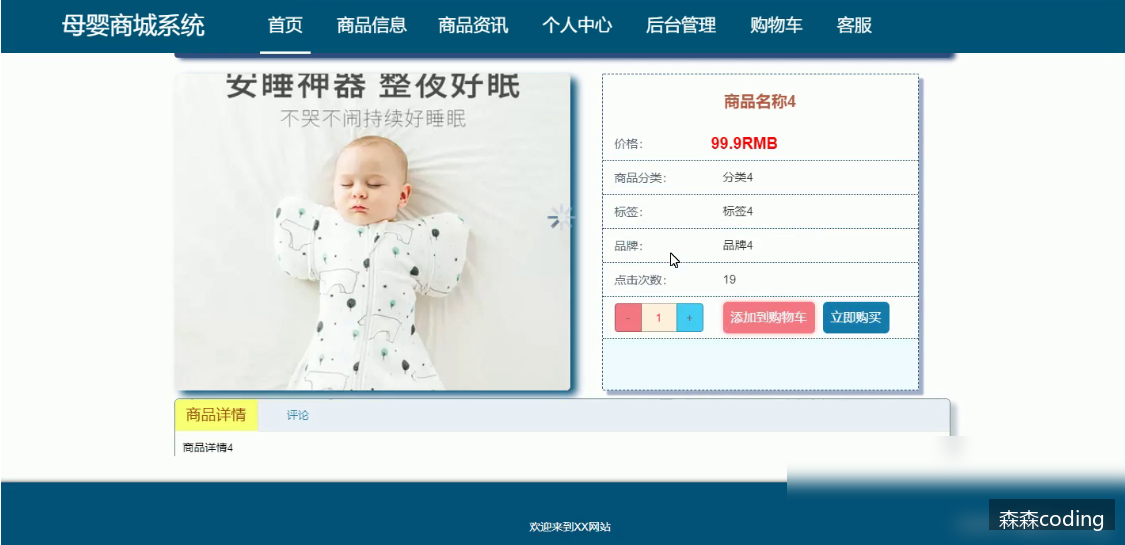 母婴商城系统 首页 商品信息 商品资讯 个人中心 后台管理 购物车 客服
安睡神器 整夜好眠
不哭不闹持续好睡眠
商品名称4
价格: 99.9RMB
商品分类: 分类4
标签: 标签4
品牌: 品牌4
点击次数: 19
- 1 + 添加到购物车 立即购买
商品详情 评论
商品详情4
欢迎来到XX网站
森森coding